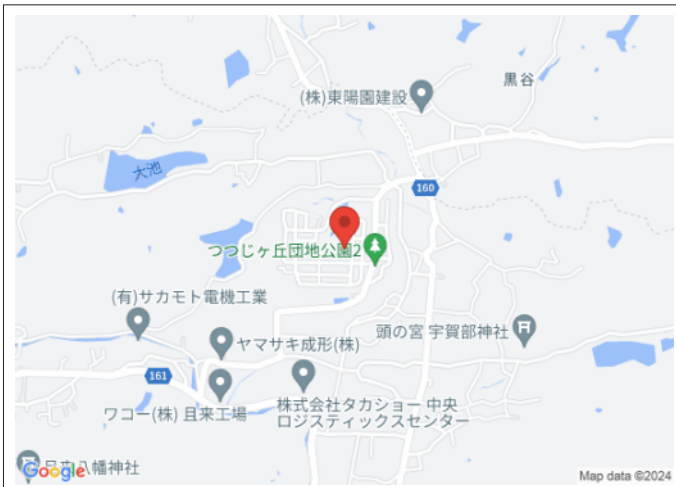 黒谷
(株)東陽園建設
大池
160
つつじヶ丘団地公園2
(有)サカモト電機工業
頭の宮 宇賀部神社
ヤマサキ成形(株)
161
ワコー(株) 且来工場
株式会社タカショー 中央
ロジスティックスセンター
八幡神社
Google
Map data ©2024